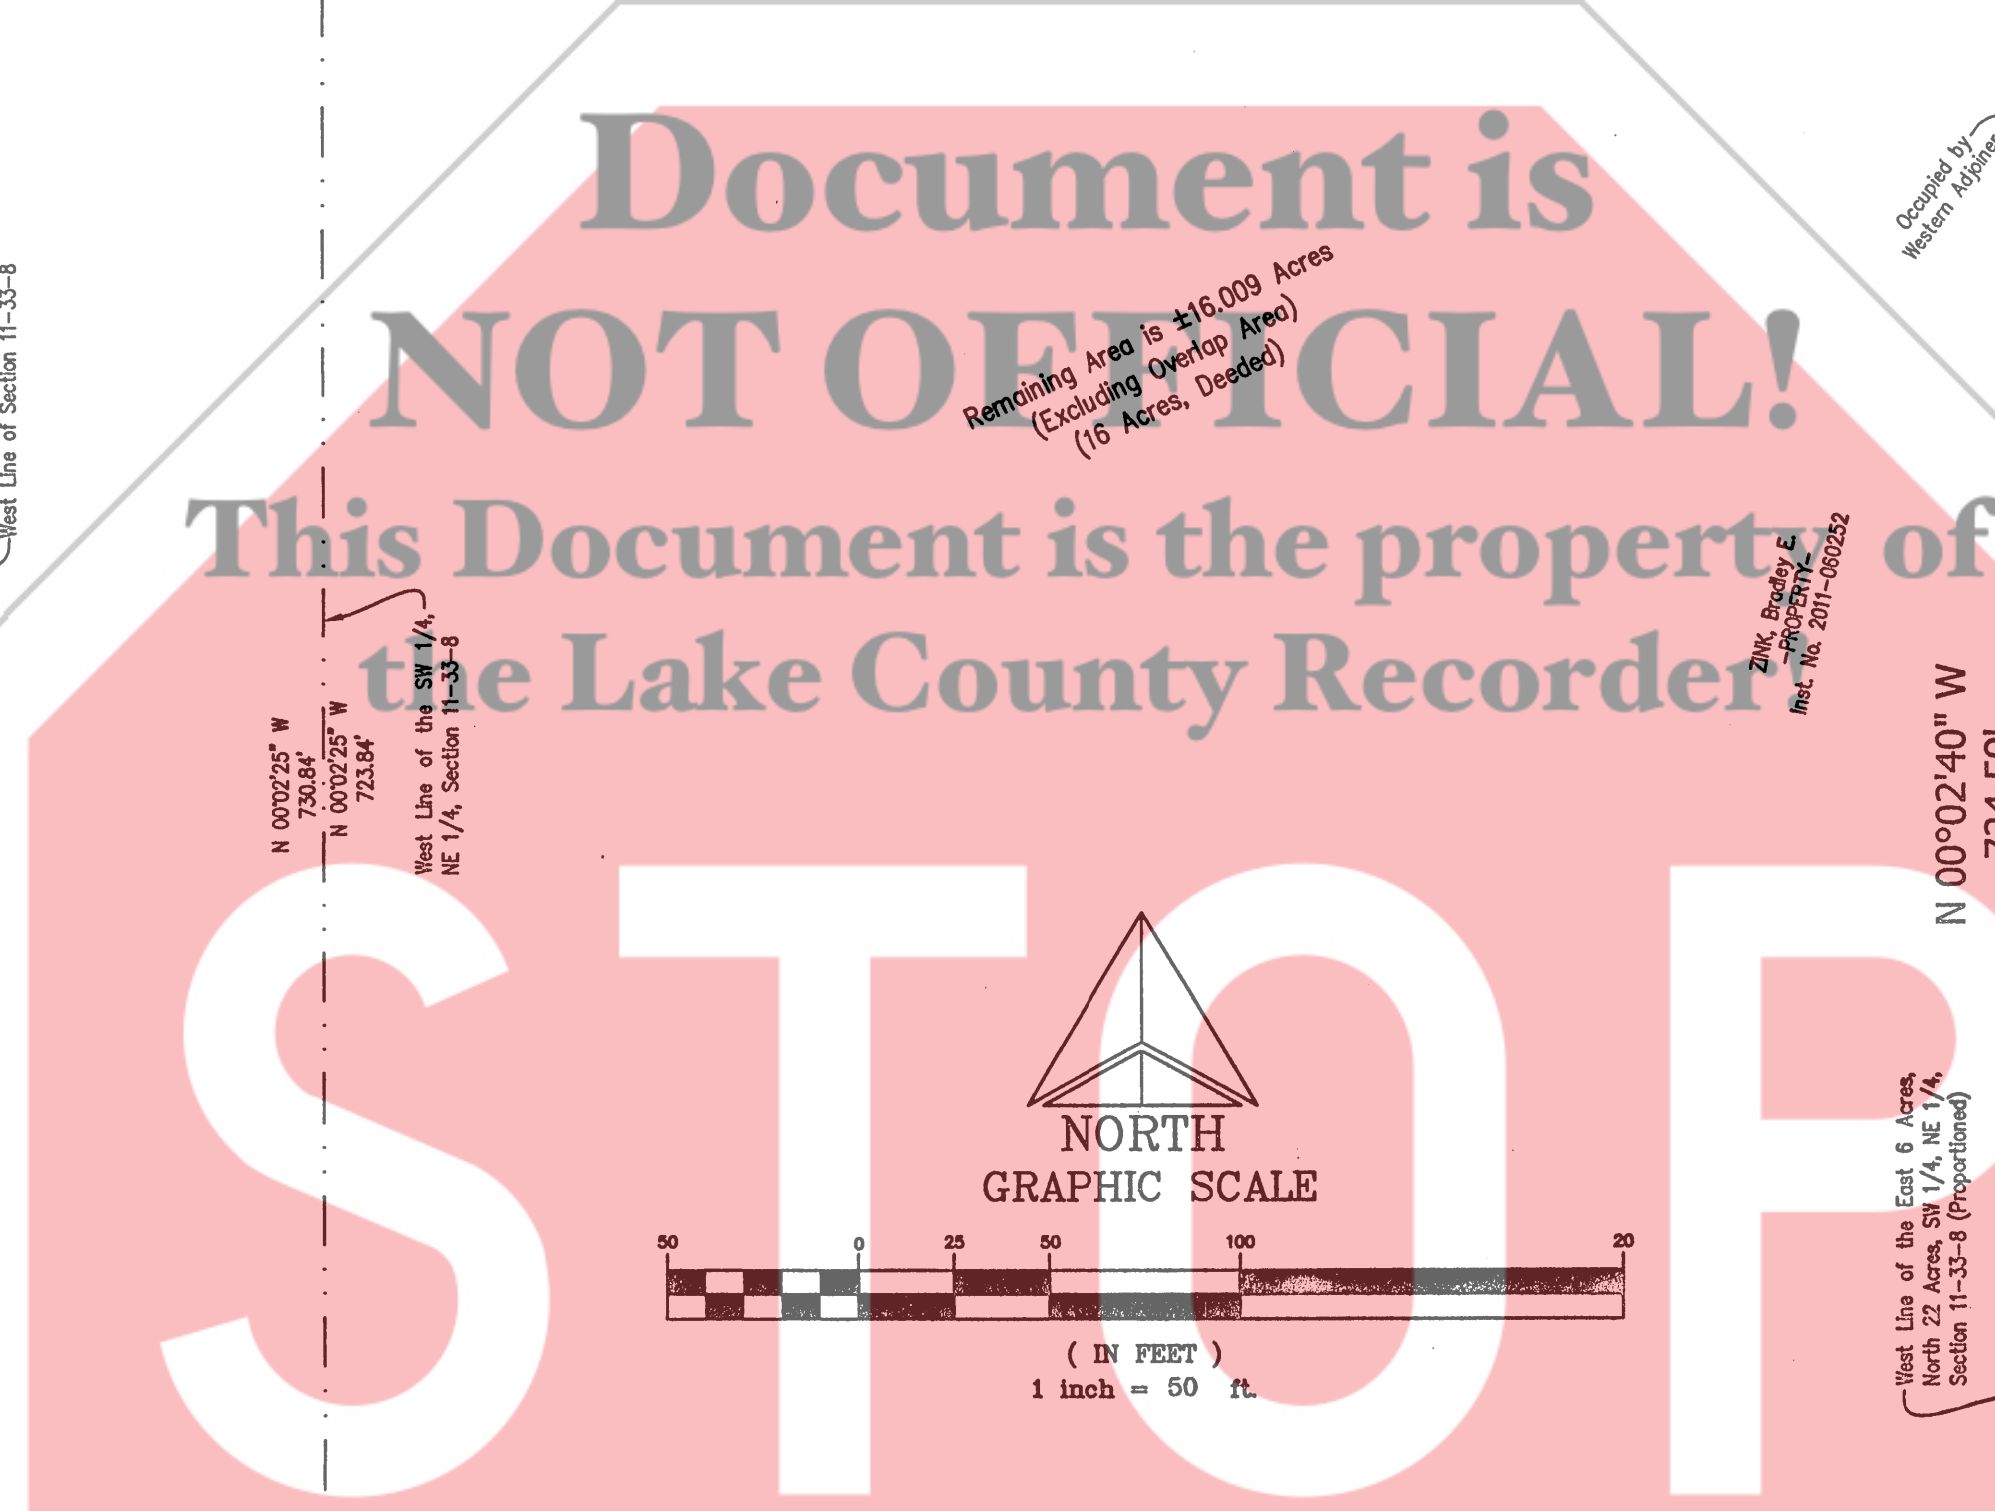 Document is
NOT OFFICIAL!
This Document is the property of
the Lake County Recorder!
STOP
West Line of Section 11-33-8
Occupied by
Western Adjoiner
Remaining Area is ±16.009 Acres
(Excluding Overlap Area)
(16 Acres, Deeded)
ZINK, Bradley E.
-PROPERTY-
Inst. No. 2011-060252
N 00°02'25" W
730.84'
N 00°02'25" W
723.84'
West Line of the SW 1/4,
NE 1/4, Section 11-33-8
N 00°02'40" W
NORTH
GRAPHIC SCALE
50 0 25 50 100 20
( IN FEET )
1 inch = 50 ft.
West Line of the East 6 Acres,
North 22 Acres, SW 1/4, NE 1/4,
Section 11-33-8 (Proportioned)